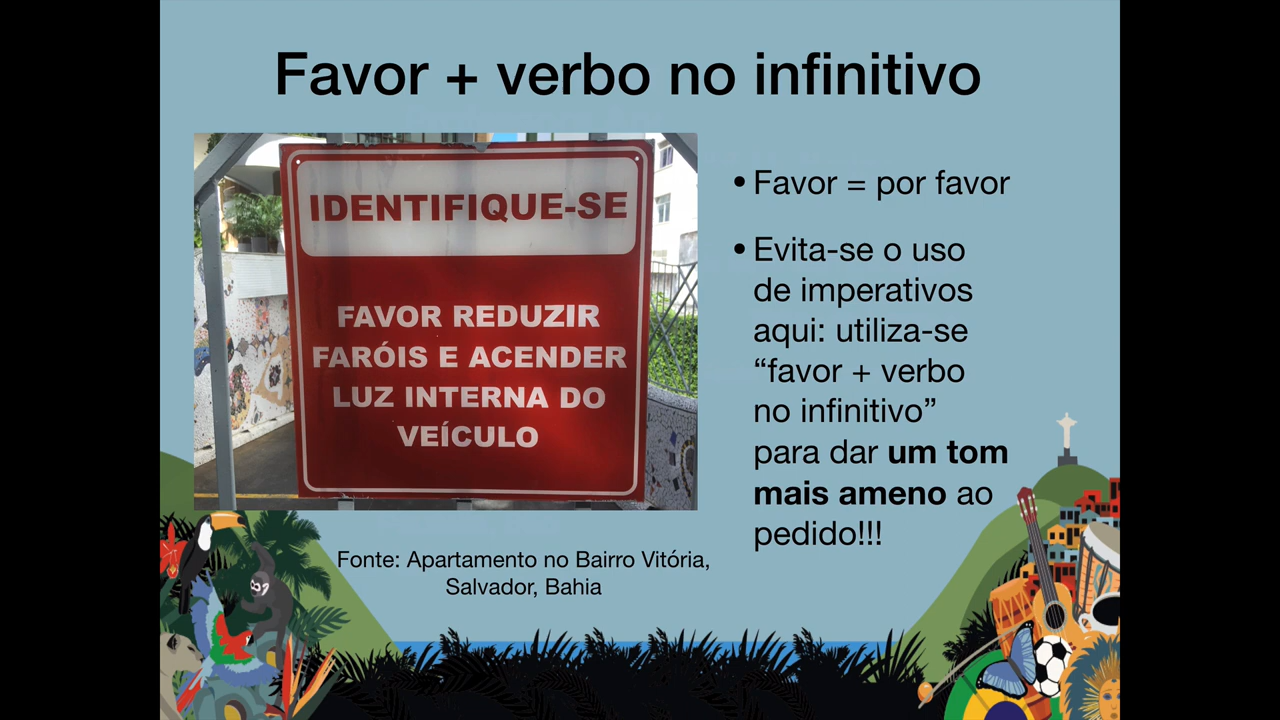 Favor + verbo no infinitivo
IDENTIFIQUE-SE
FAVOR REDUZIR
FARÓIS E ACENDER
LUZ INTERNA DO
VEÍCULO
Fonte: Apartamento no Bairro Vitória,
Salvador, Bahia
• Favor = por favor
• Evita-se o uso
de imperativos
aqui: utiliza-se
“favor + verbo
no infinitivo”
para dar um tom
mais ameno ao
pedido!!!